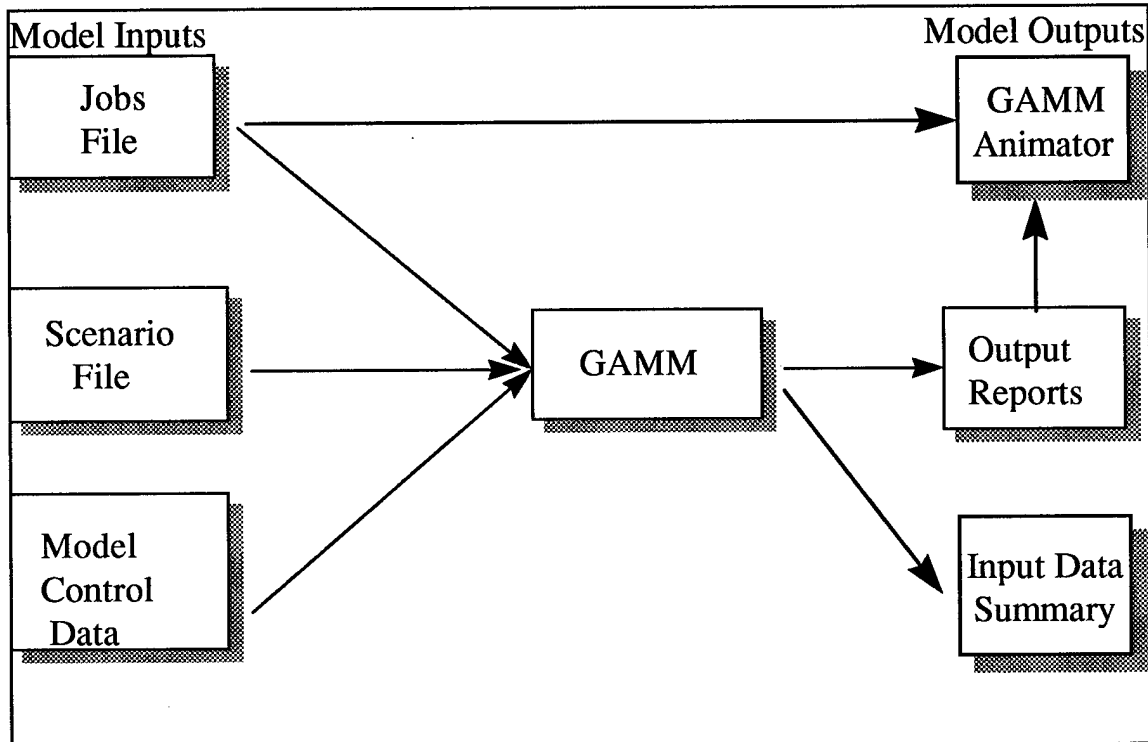 Model Inputs
Jobs
File
Scenario
File
Model
Control
Data
GAMM
Model Outputs
GAMM
Animator
Output
Reports
Input Data
Summary